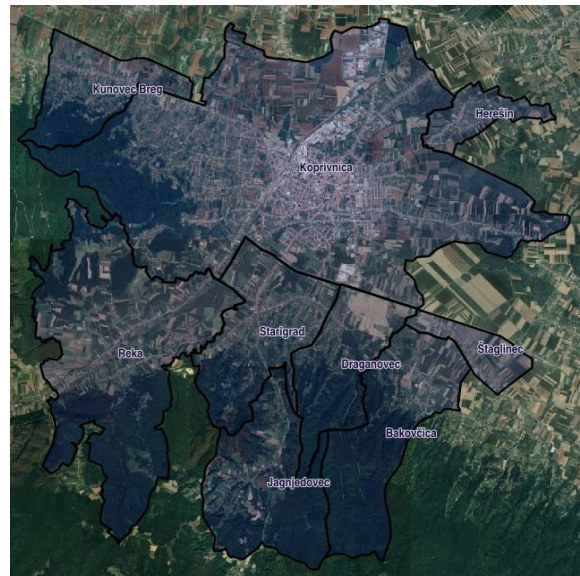 Kunovec Breg
Herešin
Koprivnica
Starigrad
Štaglinec
Reka
Draganovec
Bakovčica
Jagnjedovec